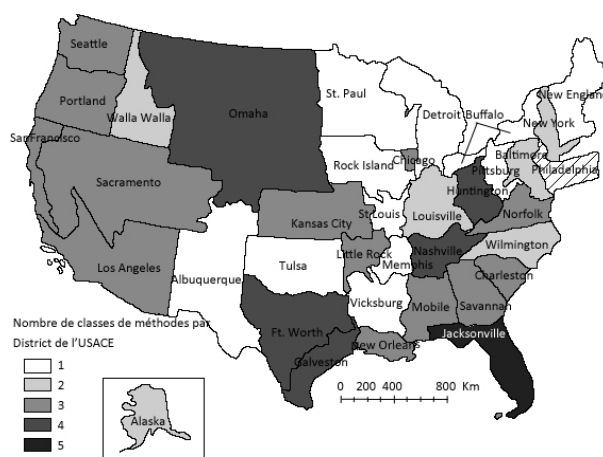 Seattle
Portland
Walla Walla
SanFrancisco
Sacramento
Los Angeles
Omaha
Albuquerque
St. Paul
Rock Island
Chicago
Detroit
Buffalo
New England
New York
Baltimore
Philadelphia
Pittsburg
Huntington
Norfolk
Kansas City
St Louis
Louisville
Tulsa
Little Rock
Memphis
Nashville
Wilmington
Charleston
Savannan
Mobile
Vicksburg
Ft. Worth
Galveston
New Orleans
Jacksonville
Alaska
Nombre de classes de méthodes par
District de l’USACE
1
2
3
4
5
0 200 400 800 Km